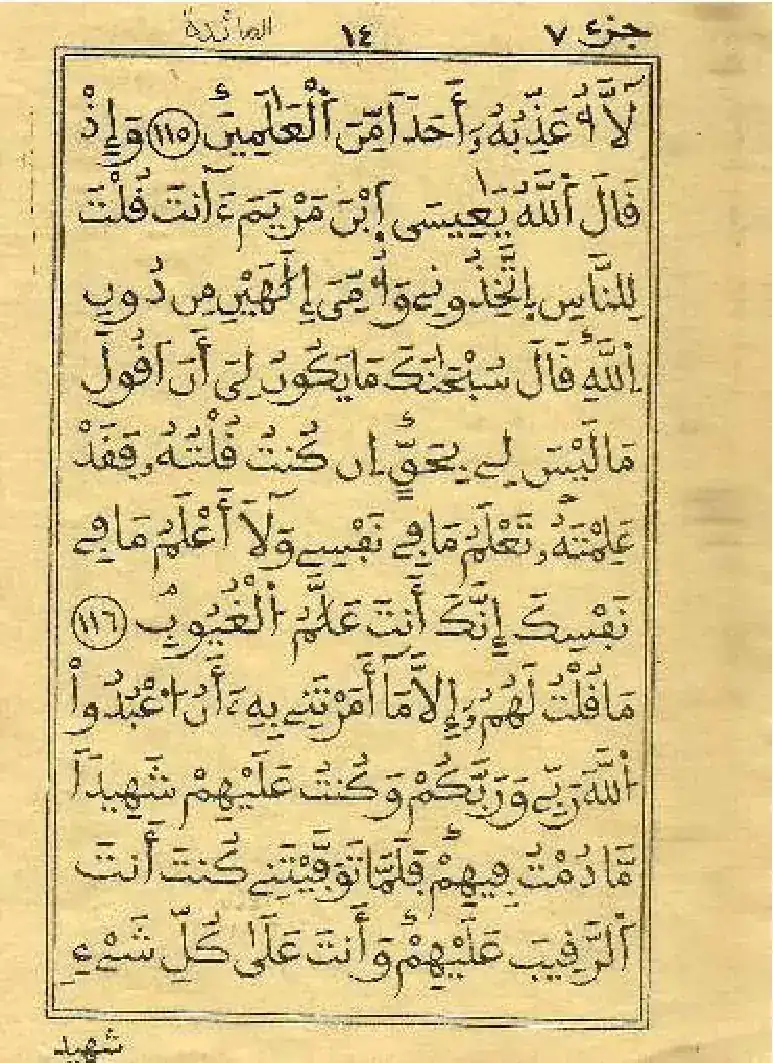 جزء ٧ ١٤ المائدة
لَّآ أُعَذِّبُهُۥٓ أَحَدٗا مِّنَ ٱلْعَٰلَمِينَ ١١٥ وَإِذْ
قَالَ ٱللَّهُ يَٰعِيسَى ٱبْنَ مَرْيَمَ ءَآنتَ قُلْتَ
لِلنَّاسِ ٱتَّخِذُونِے وَأُمِّىَ إِلَٰهَيْنِ مِن دُونِ
ٱللَّهِ قَالَ سُبْحَٰنَكَ مَا يَكُونُ لِىَ أَنَ اَقُولَ
مَا لَيْسَ لِے بِحَقٍّ إِن كُنتُ قُلْتُهُۥ فَقَدْ
عَلِمْتَهُۥ تَعْلَمُ مَا فِے نَفْسِے وَلَآ أَعْلَمُ مَا فِے
نَفْسِكَ إِنَّكَ أَنتَ عَلَّٰمُ ٱلْغُيُوبِ ١١٦
مَا قُلْتُ لَهُمُۥٓ إِلَّا مَآ أَمَرْتَنِے بِهِۦٓ أَنُ ٱعْبُدُوا۟
ٱللَّهَ رَبِّے وَرَبَّكُمْ وَكُنتُ عَلَيْهِمْ شَهِيدٗا
مَّا دُمْتُ فِيهِمْ فَلَمَّا تَوَفَّيْتَنِے كُنتَ أَنتَ
ٱلرَّقِيبَ عَلَيْهِمْ وَأَنتَ عَلَىٰ كُلِّ شَےْءٖ
شهيد